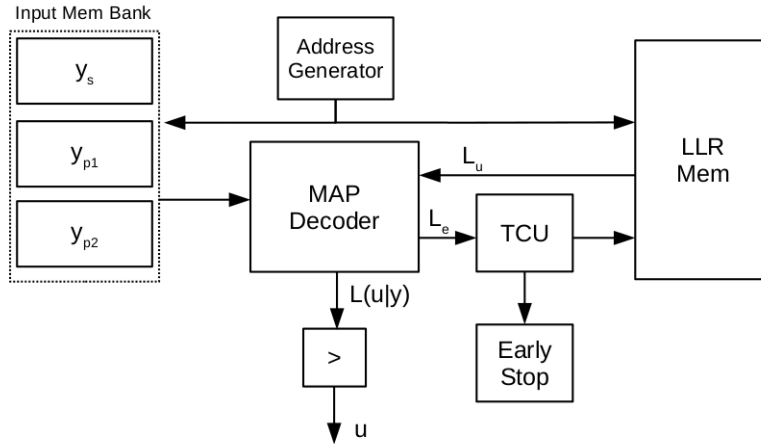 Input Mem Bank
y_s
y_p1
y_p2
Address
Generator
LLR
Mem
L_u
MAP
Decoder
L_e
TCU
L(u|y)
>
Early
Stop
u